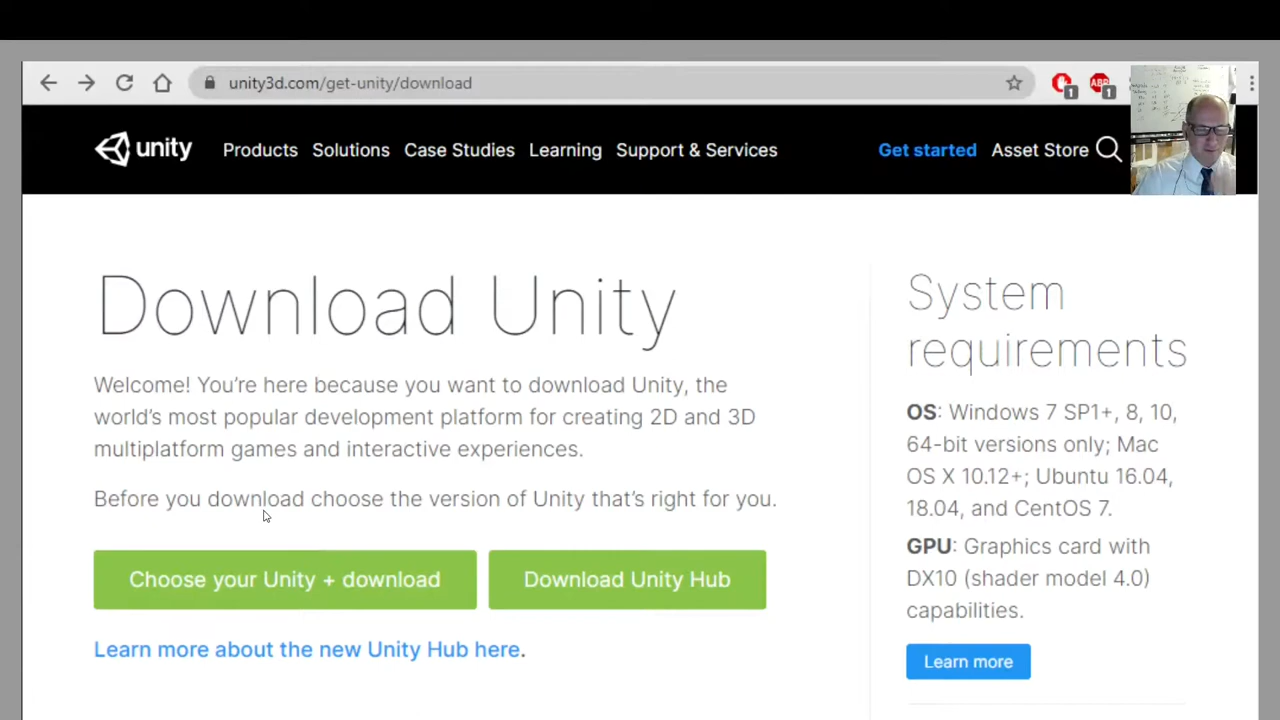 unity3d.com/get-unity/download
1
1
unity Products Solutions Case Studies Learning Support & Services Get started Asset Store
Download Unity
Welcome! You're here because you want to download Unity, the
world's most popular development platform for creating 2D and 3D
multiplatform games and interactive experiences.
Before you download choose the version of Unity that's right for you.
Choose your Unity + download
Download Unity Hub
Learn more about the new Unity Hub here.
System
requirements
OS: Windows 7 SP1+, 8, 10,
64-bit versions only; Mac
OS X 10.12+; Ubuntu 16.04,
18.04, and CentOS 7.
GPU: Graphics card with
DX10 (shader model 4.0)
capabilities.
Learn more